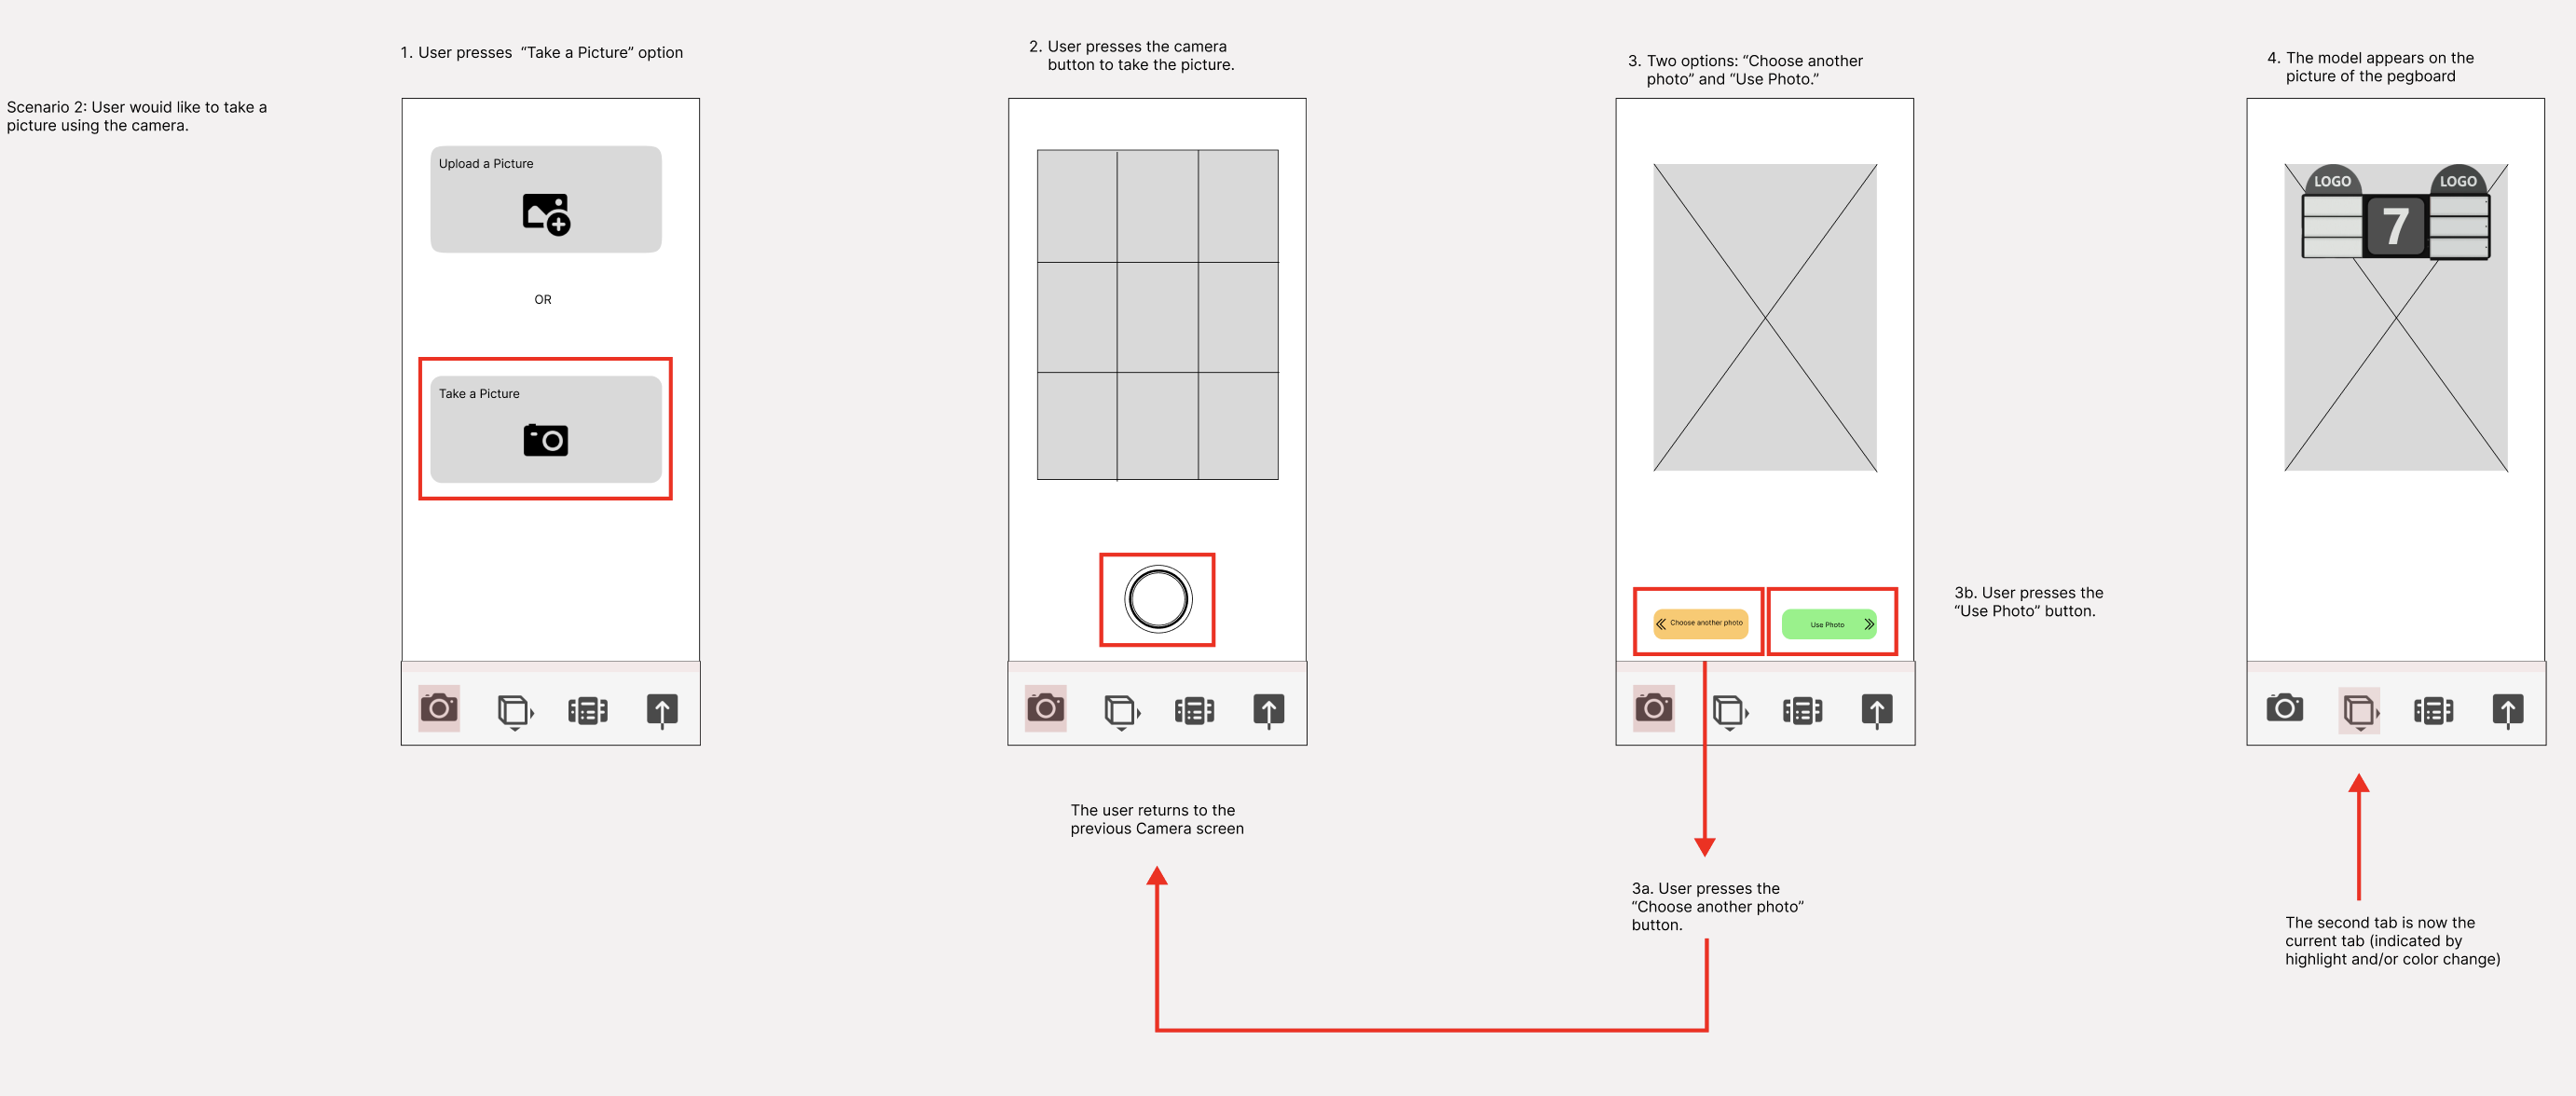 Scenario 2: User wouid like to take a
picture using the camera.
1. User presses  “Take a Picture” option
Upload a Picture
OR
Take a Picture
2. User presses the camera
button to take the picture.
The user returns to the
previous Camera screen
3. Two options: “Choose another
photo” and “Use Photo.”
Choose another photo
Use Photo
3a. User presses the
“Choose another photo”
button.
3b. User presses the
“Use Photo” button.
4. The model appears on the
picture of the pegboard
LOGO
LOGO
7
The second tab is now the
current tab (indicated by
highlight and/or color change)